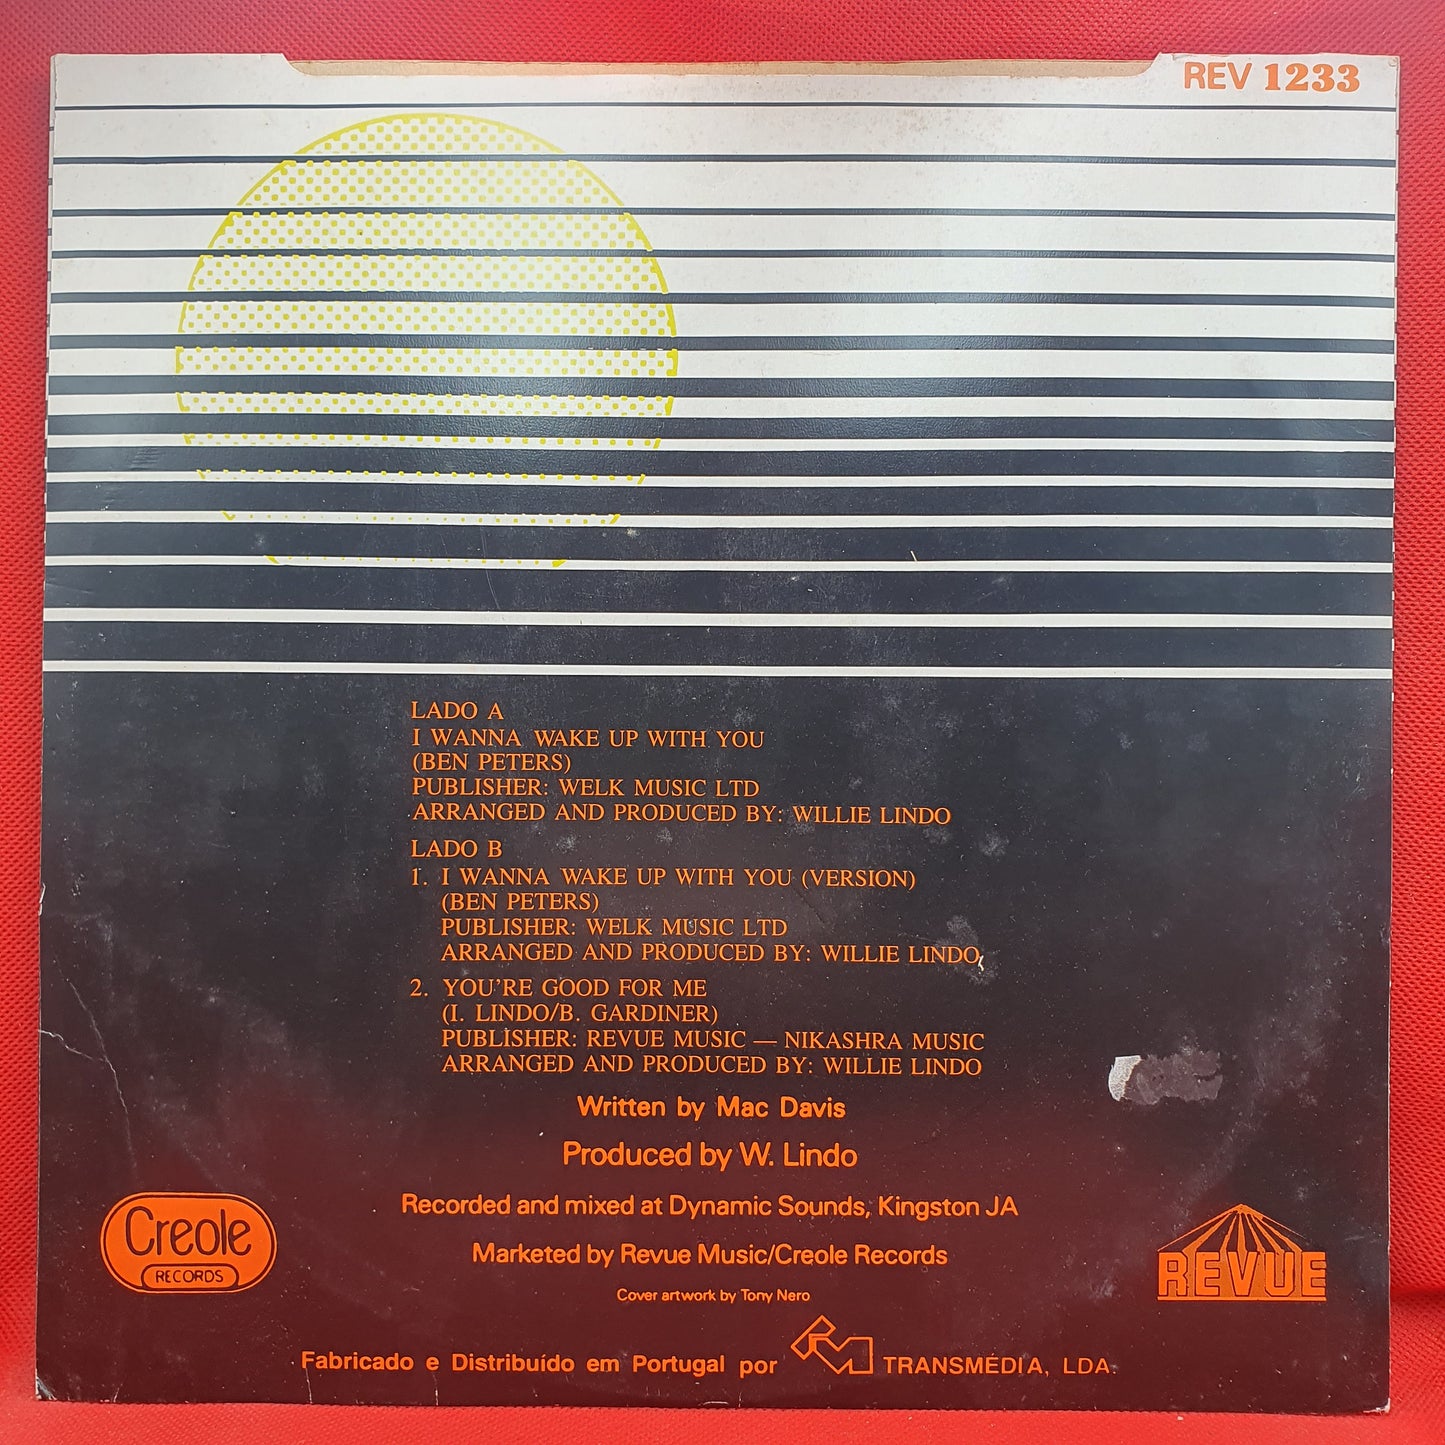 REV 1233
LADO A
I WANNA WAKE UP WITH YOU
(BEN PETERS)
PUBLISHER: WELK MUSIC LTD
ARRANGED AND PRODUCED BY: WILLIE LINDO
LADO B
1. I WANNA WAKE UP WITH YOU (VERSION)
(BEN PETERS)
PUBLISHER: WELK MUSIC LTD
ARRANGED AND PRODUCED BY: WILLIE LINDO
2. YOU'RE GOOD FOR ME
(I. LINDO/B. GARDINER)
PUBLISHER: REVUE MUSIC — NIKASHRA MUSIC
ARRANGED AND PRODUCED BY: WILLIE LINDO
Written by Mac Davis
Produced by W. Lindo
Recorded and mixed at Dynamic Sounds, Kingston JA
Marketed by Revue Music/Creole Records
Cover artwork by Tony Nero
Creole
RECORDS
REVUE
Fabricado e Distribuído em Portugal por TRANSMÉDIA, LDA.